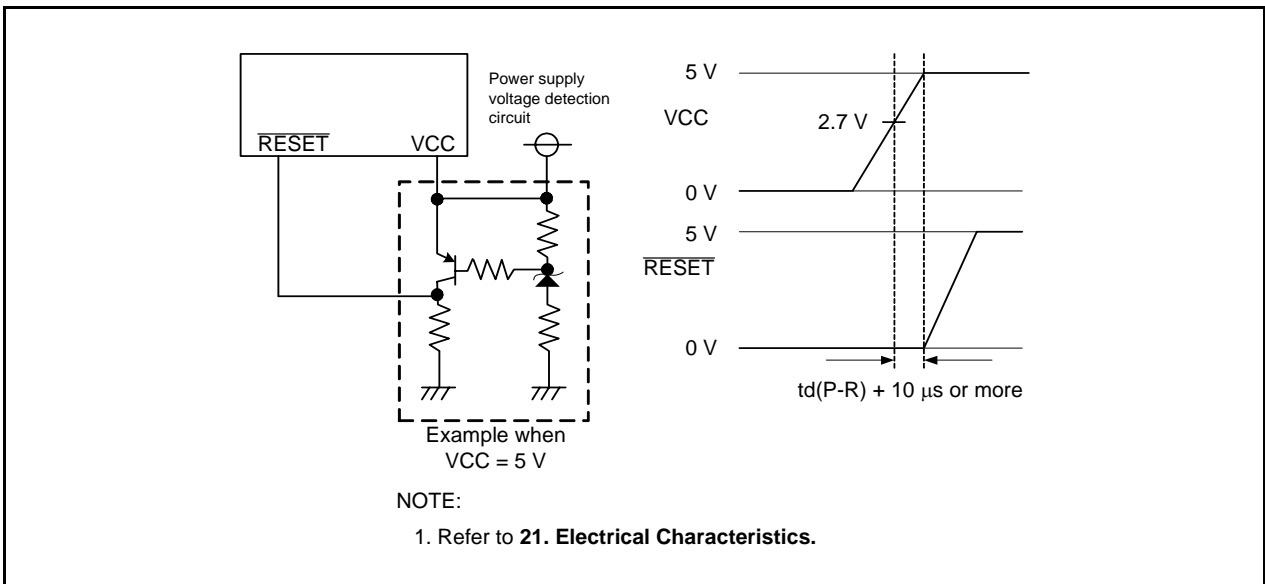 Power supply
voltage detection
circuit
RESET VCC
Example when
VCC = 5 V
5 V
VCC
2.7 V
0 V
5 V
RESET
0 V
td(P-R) + 10 µs or more
NOTE:
1. Refer to 21. Electrical Characteristics.